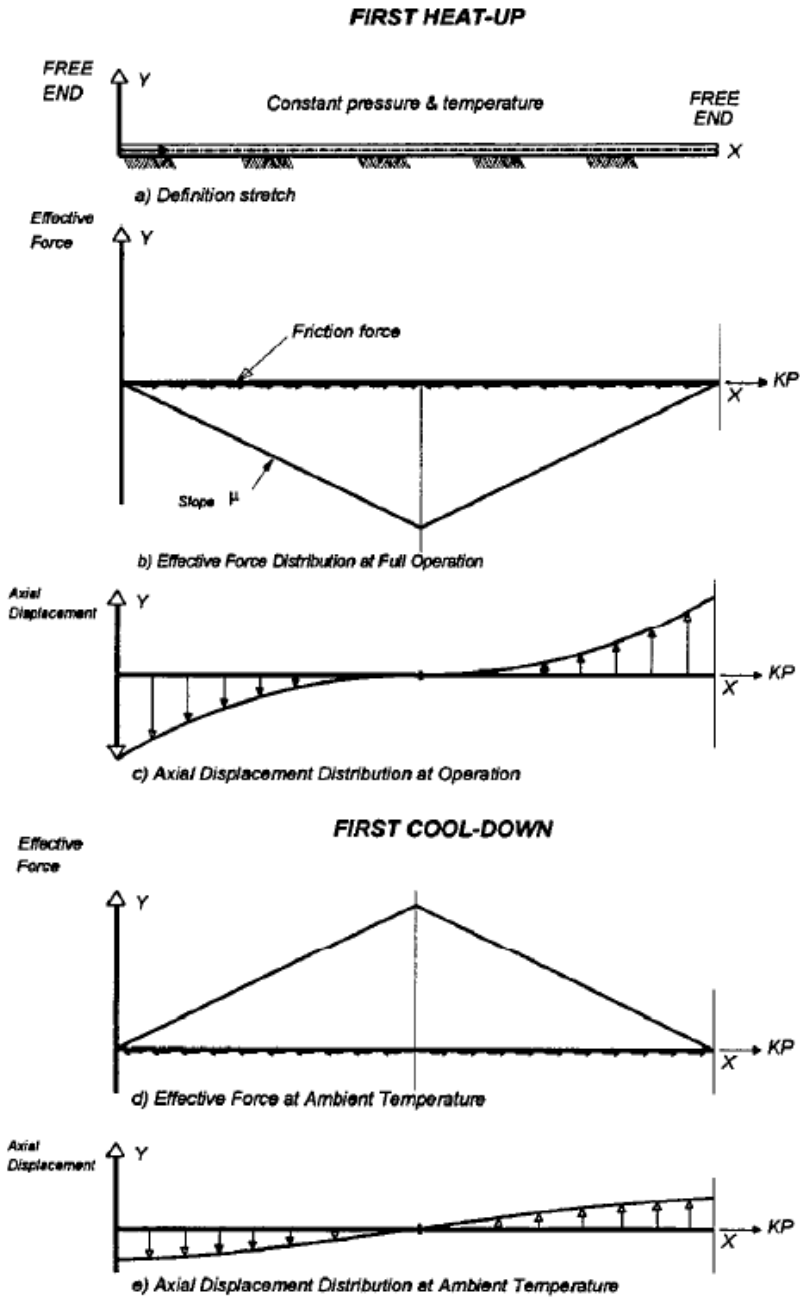 FIRST HEAT-UP
FREE
END
Y
Constant pressure & temperature
FREE
END
X
a) Definition stretch
Effective
Force
Y
Friction force
KP
X
Slope μ
b) Effective Force Distribution at Full Operation
Axial
Displacement
Y
KP
X
c) Axial Displacement Distribution at Operation
FIRST COOL-DOWN
Effective
Force
Y
KP
X
d) Effective Force at Ambient Temperature
Axial
Displacement
Y
KP
X
e) Axial Displacement Distribution at Ambient Temperature